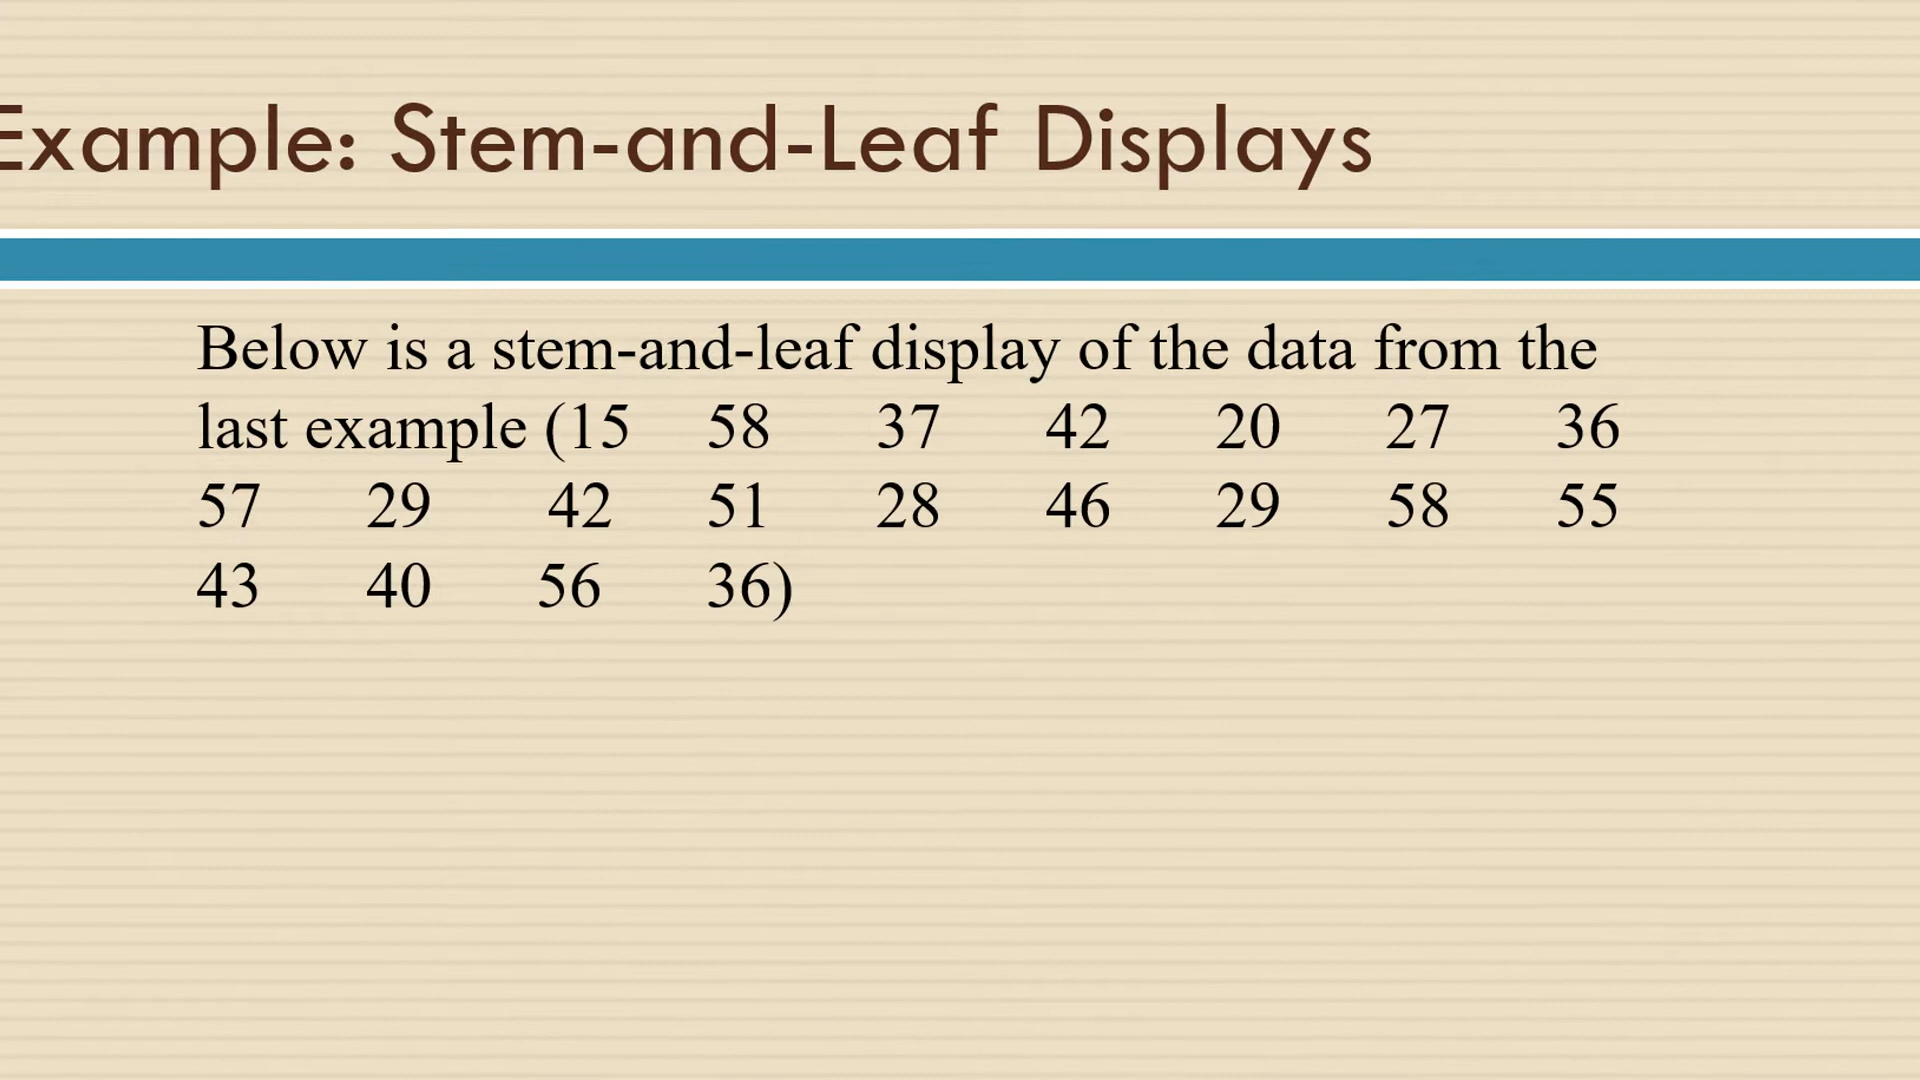 Example: Stem-and-Leaf Displays
Below is a stem-and-leaf display of the data from the
last example (15 58 37 42 20 27 36
57 29 42 51 28 46 29 58 55
43 40 56 36)